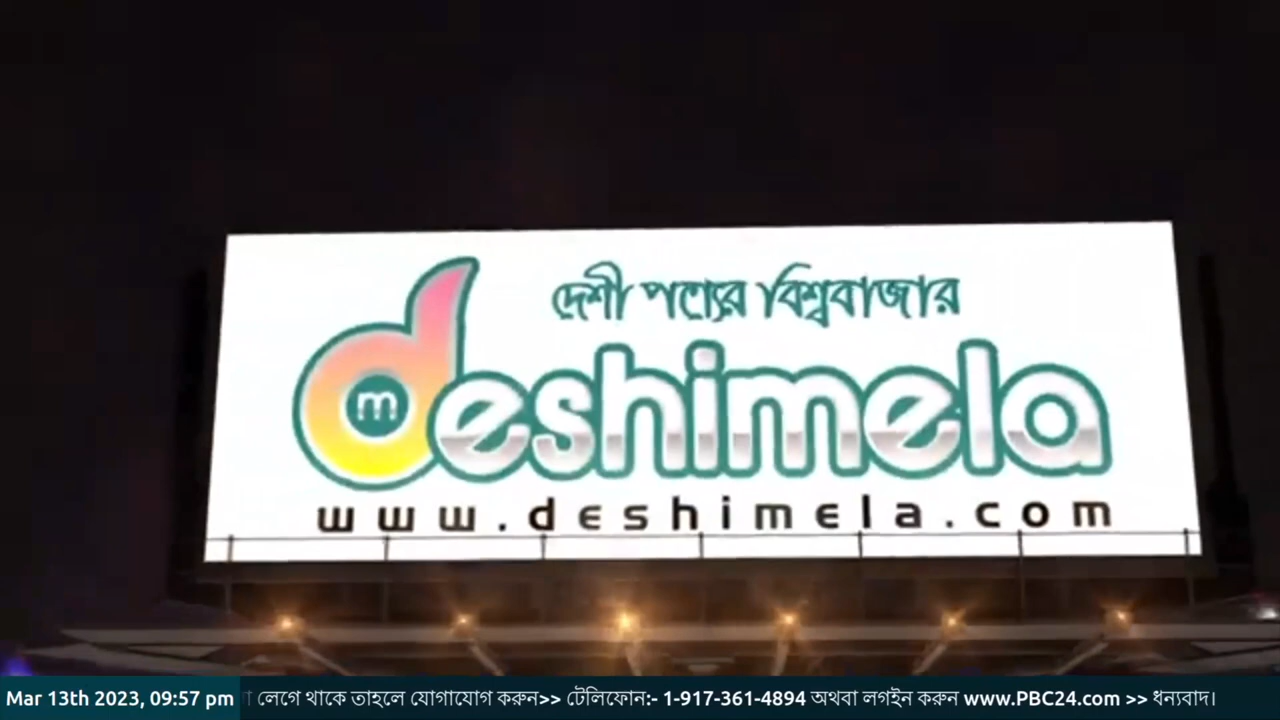 দেশী পণ্যের বিশ্ববাজার
deshimela
m
www.deshimela.com
Mar 13th 2023, 09:57 pm
লেগে থাকে তাহলে যোগাযোগ করুন>> টেলিফোন:- 1-917-361-4894 অথবা লগইন করুন www.PBC24.com >> ধন্যবাদ।